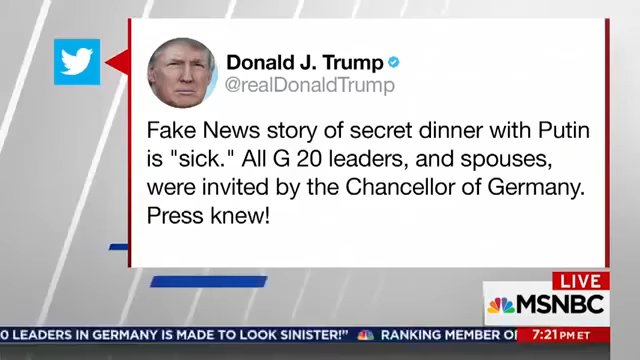 Donald J. Trump
@realDonaldTrump
Fake News story of secret dinner with Putin
is "sick." All G 20 leaders, and spouses,
were invited by the Chancellor of Germany.
Press knew!
LIVE
MSNBC
0 LEADERS IN GERMANY IS MADE TO LOOK SINISTER!" RANKING MEMBER O
7:21 PM ET